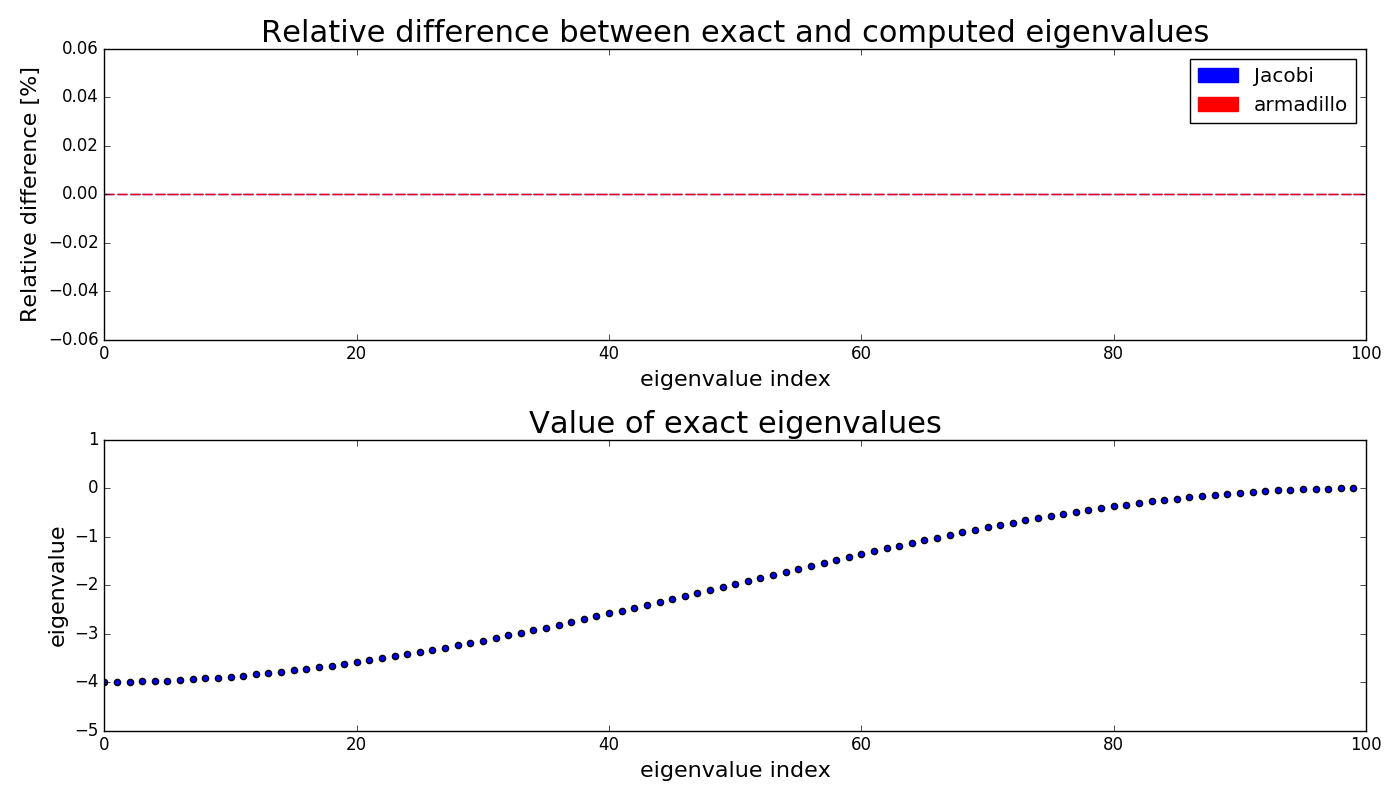 Relative difference between exact and computed eigenvalues
Relative difference [%]
0.06
0.04
0.02
0.00
−0.02
−0.04
−0.06
Jacobi
armadillo
0 20 40 60 80 100
eigenvalue index
Value of exact eigenvalues
eigenvalue
1
0
−1
−2
−3
−4
−5
0 20 40 60 80 100
eigenvalue index